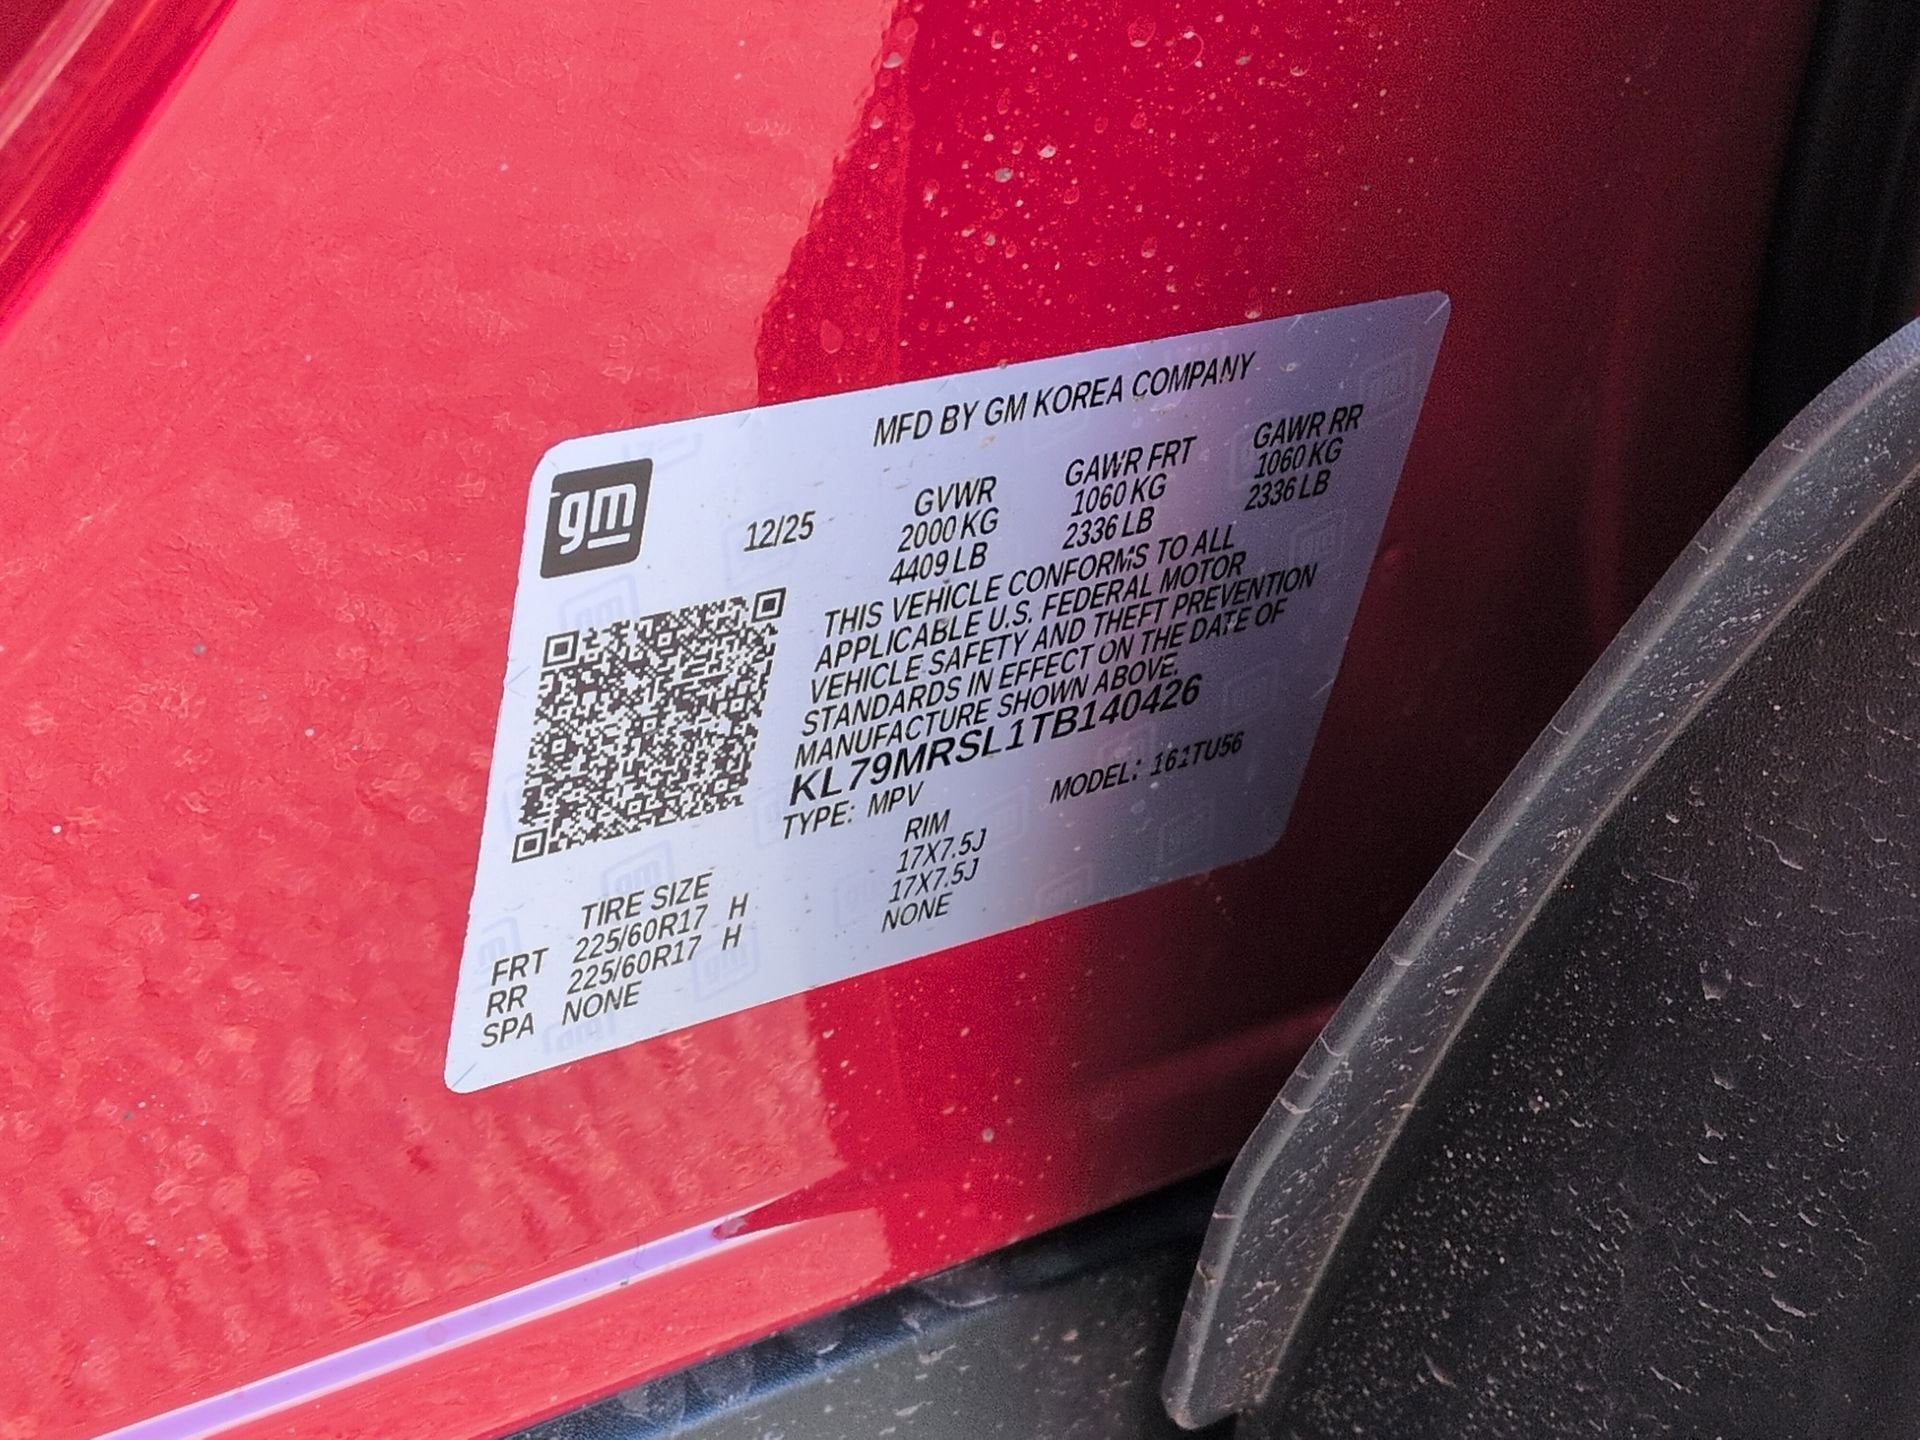 MFD BY GM KOREA COMPANY
gm
12/25
GVWR
2000 KG
4409 LB
GAWR FRT
1060 KG
2336 LB
GAWR RR
1060 KG
2336 LB
THIS VEHICLE CONFORMS TO ALL
APPLICABLE U.S. FEDERAL MOTOR
VEHICLE SAFETY AND THEFT PREVENTION
STANDARDS IN EFFECT ON THE DATE OF
MANUFACTURE SHOWN ABOVE.
KL79MRSL1TB140426
TYPE: MPV MODEL: 161TU56
TIRE SIZE RIM
FRT 225/60R17 H 17X7.5J
RR 225/60R17 H 17X7.5J
SPA NONE NONE